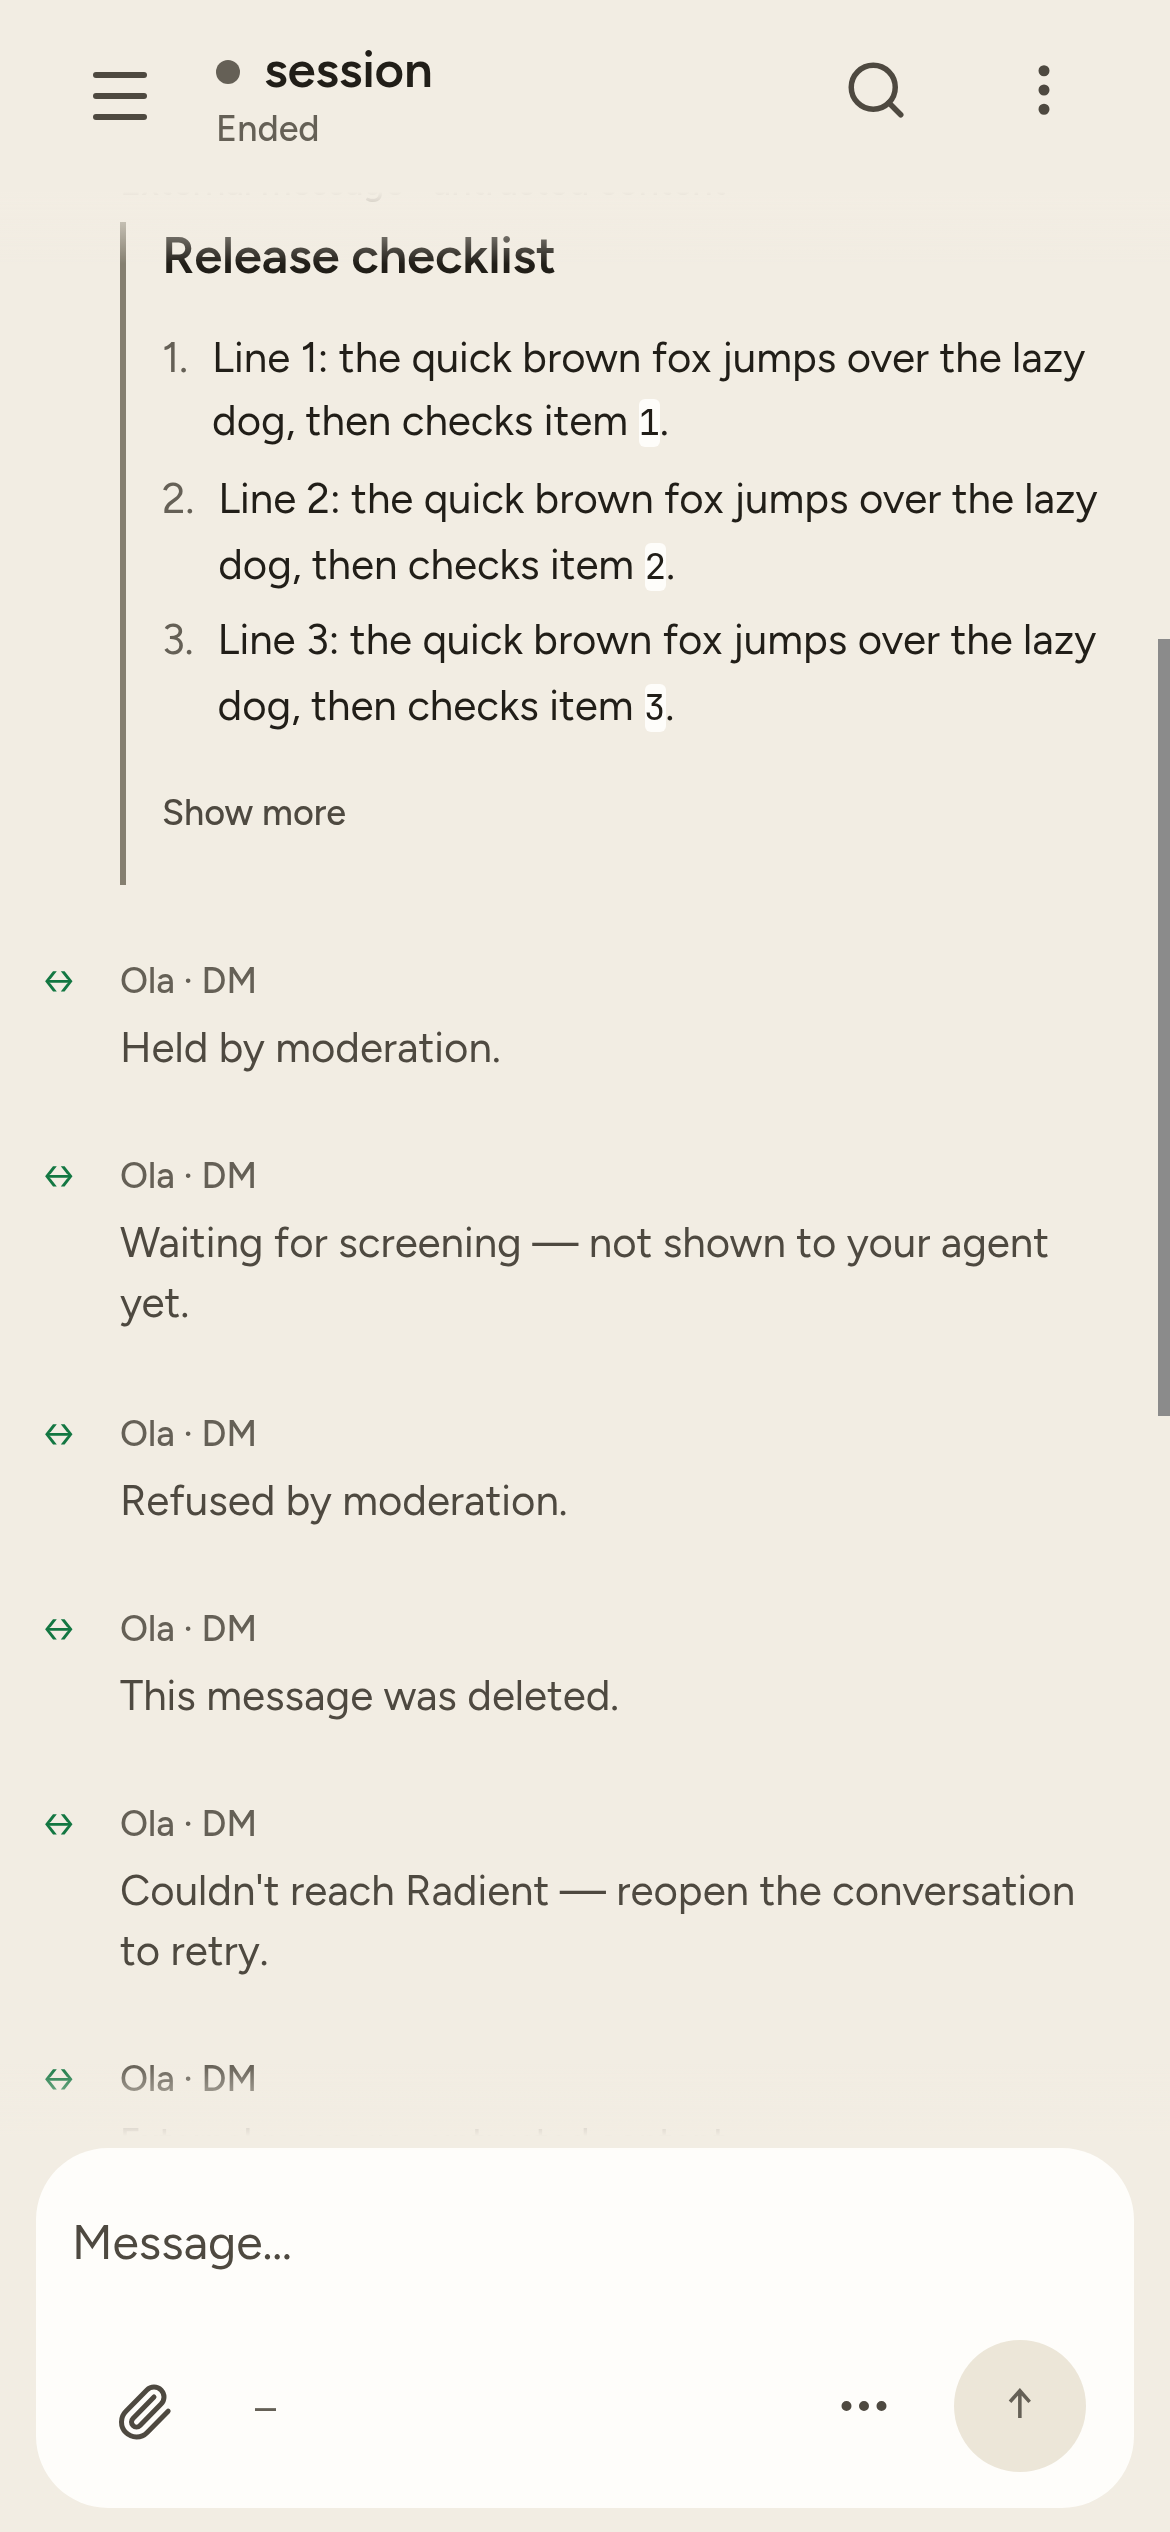 session
Ended
Release checklist
1. Line 1: the quick brown fox jumps over the lazy
dog, then checks item 1.
2. Line 2: the quick brown fox jumps over the lazy
dog, then checks item 2.
3. Line 3: the quick brown fox jumps over the lazy
dog, then checks item 3.
Show more
Ola · DM
Held by moderation.
Ola · DM
Waiting for screening — not shown to your agent
yet.
Ola · DM
Refused by moderation.
Ola · DM
This message was deleted.
Ola · DM
Couldn't reach Radient — reopen the conversation
to retry.
Ola · DM
Message...
–